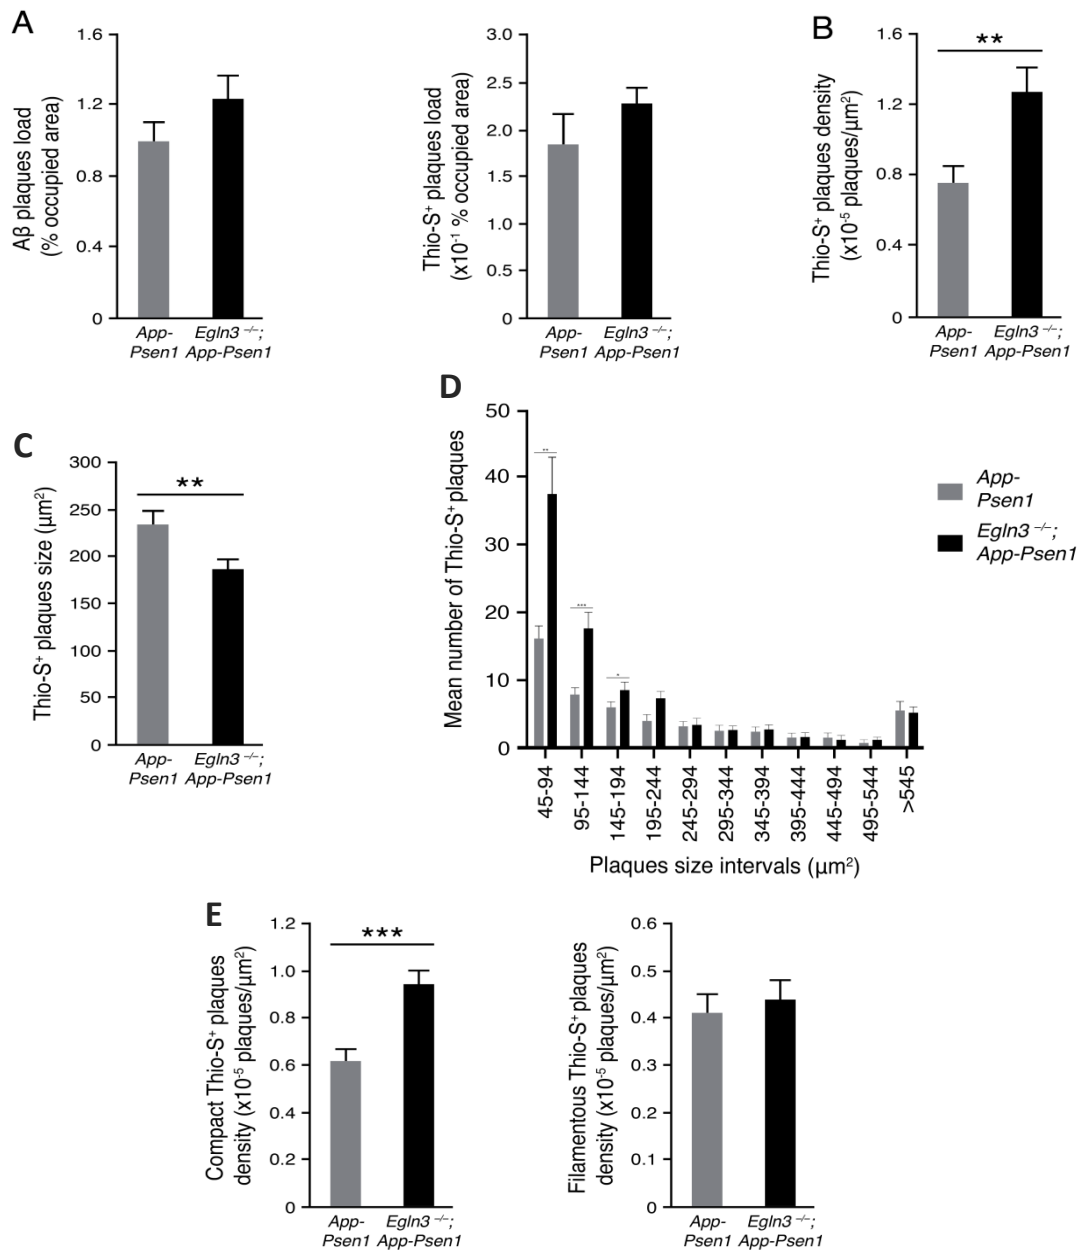 A
Aβ plaques load
(% occupied area)
1.6
1.2
0.8
0.4
0
App-
Psen1
Egln3 –/–;
App-Psen1
Thio-S+ plaques load
(x10-1 % occupied area)
3.0
2.5
2.0
1.5
1.0
0.5
0
App-
Psen1
Egln3 –/–;
App-Psen1
B
Thio-S+ plaques density
(x10-5 plaques/μm2)
1.6
1.2
0.8
0.4
0
**
App-
Psen1
Egln3 –/–;
App-Psen1
C
Thio-S+ plaques size (μm2)
300
250
200
150
100
50
0
**
App-
Psen1
Egln3 –/–;
App-Psen1
D
Mean number of Thio-S+ plaques
50
40
30
20
10
0
**
***
*
45-94
95-144
145-194
195-244
245-294
295-344
345-394
395-444
445-494
495-544
>545
Plaques size intervals (μm2)
App-
Psen1
Egln3 –/–;
App-Psen1
E
Compact Thio-S+ plaques
density (x10-5 plaques/μm2)
1.2
1.0
0.8
0.6
0.4
0.2
0
***
App-
Psen1
Egln3 –/–;
App-Psen1
Filamentous Thio-S+ plaques
density (x10-5 plaques/μm2)
0.6
0.5
0.4
0.3
0.2
0.1
0
App-
Psen1
Egln3 –/–;
App-Psen1